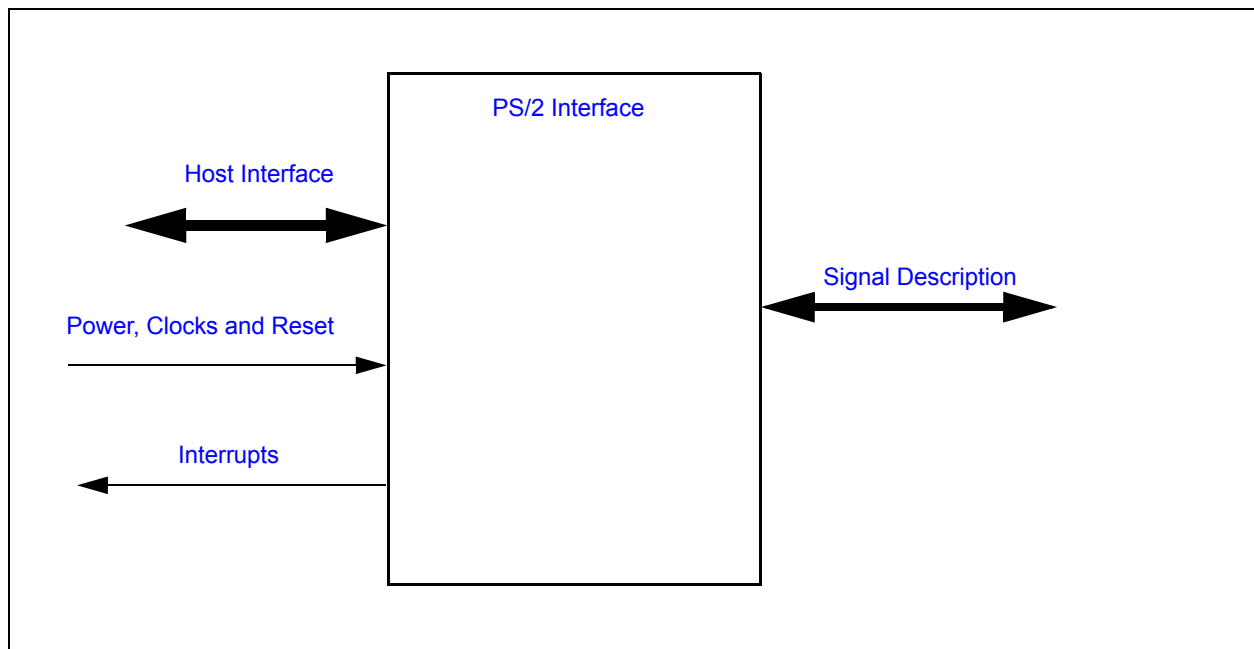 PS/2 Interface
Host Interface
Signal Description
Power, Clocks and Reset
Interrupts